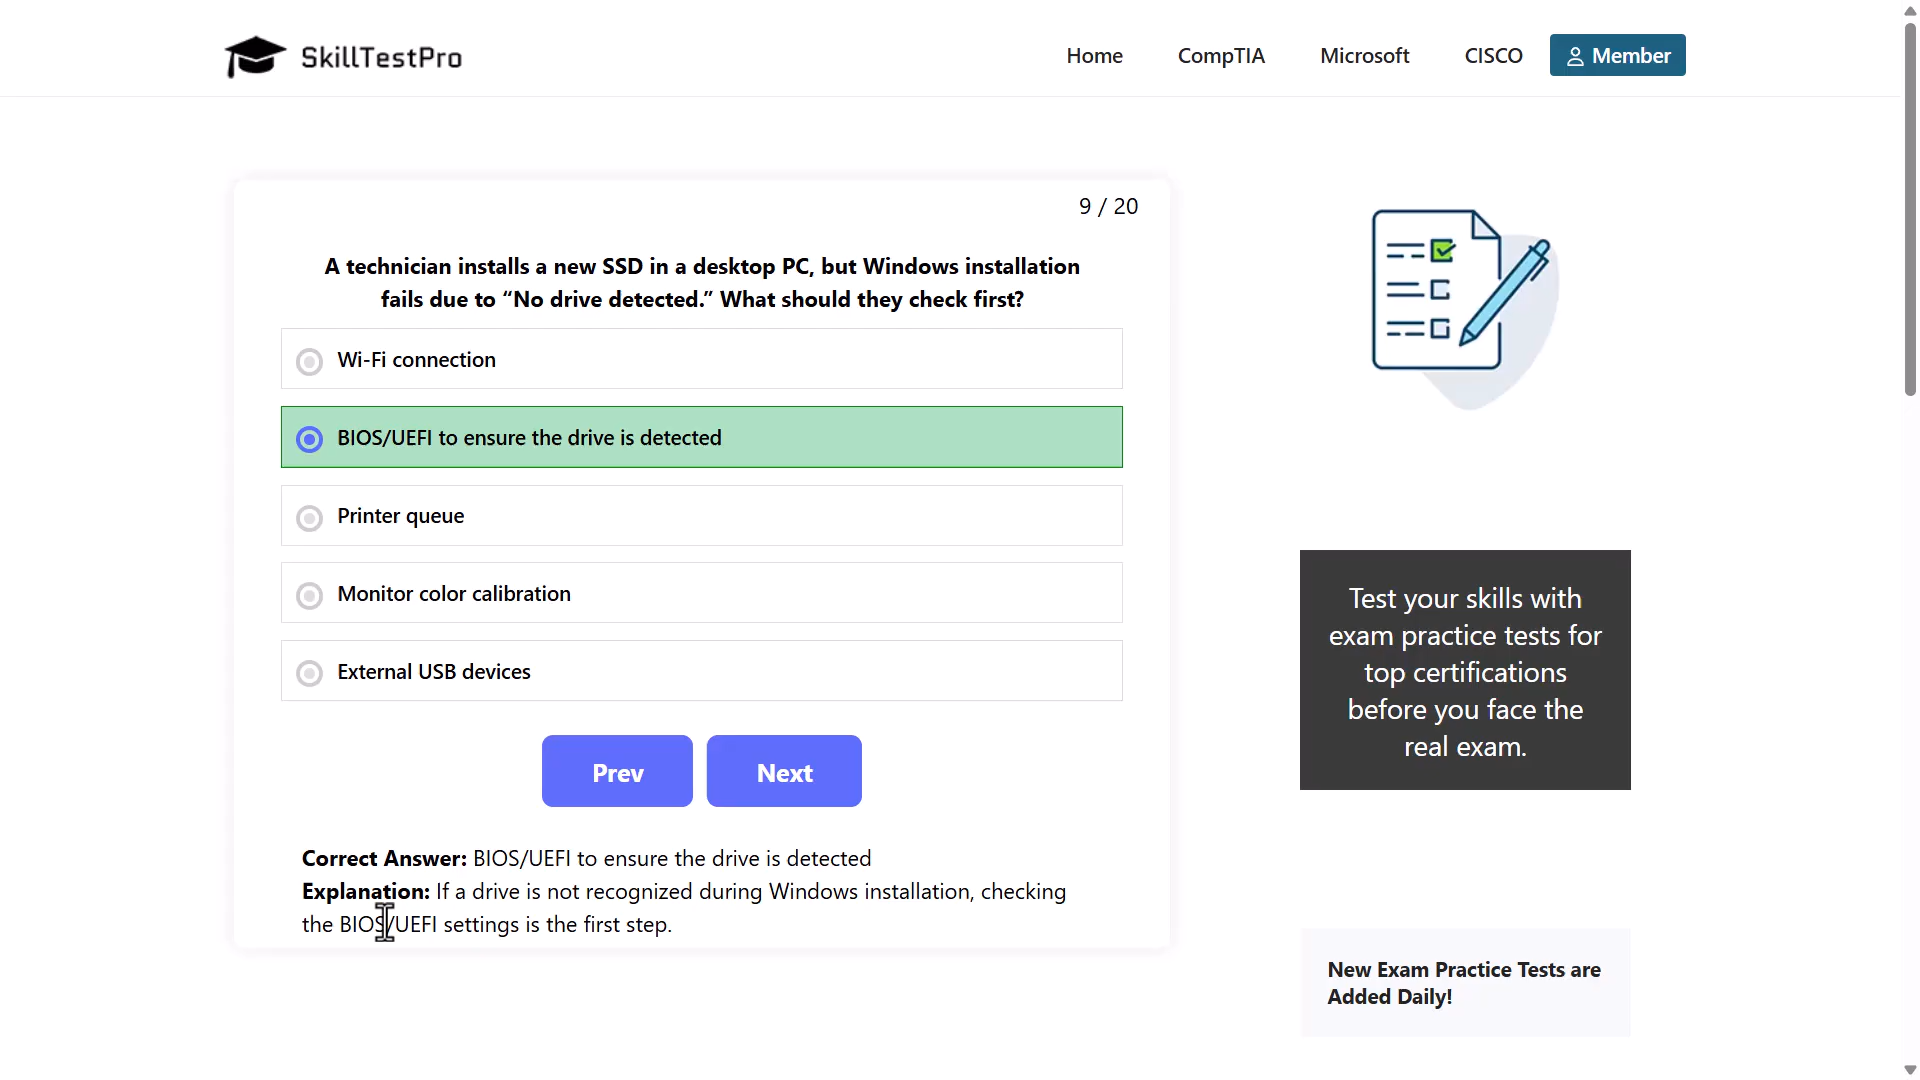 SkillTestPro
Home
CompTIA
Microsoft
CISCO
Member
9 / 20
A technician installs a new SSD in a desktop PC, but Windows installation
fails due to “No drive detected.” What should they check first?
Wi-Fi connection
BIOS/UEFI to ensure the drive is detected
Printer queue
Monitor color calibration
External USB devices
Prev
Next
Correct Answer: BIOS/UEFI to ensure the drive is detected
Explanation: If a drive is not recognized during Windows installation, checking
the BIOS/UEFI settings is the first step.
Test your skills with
exam practice tests for
top certifications
before you face the
real exam.
New Exam Practice Tests are
Added Daily!